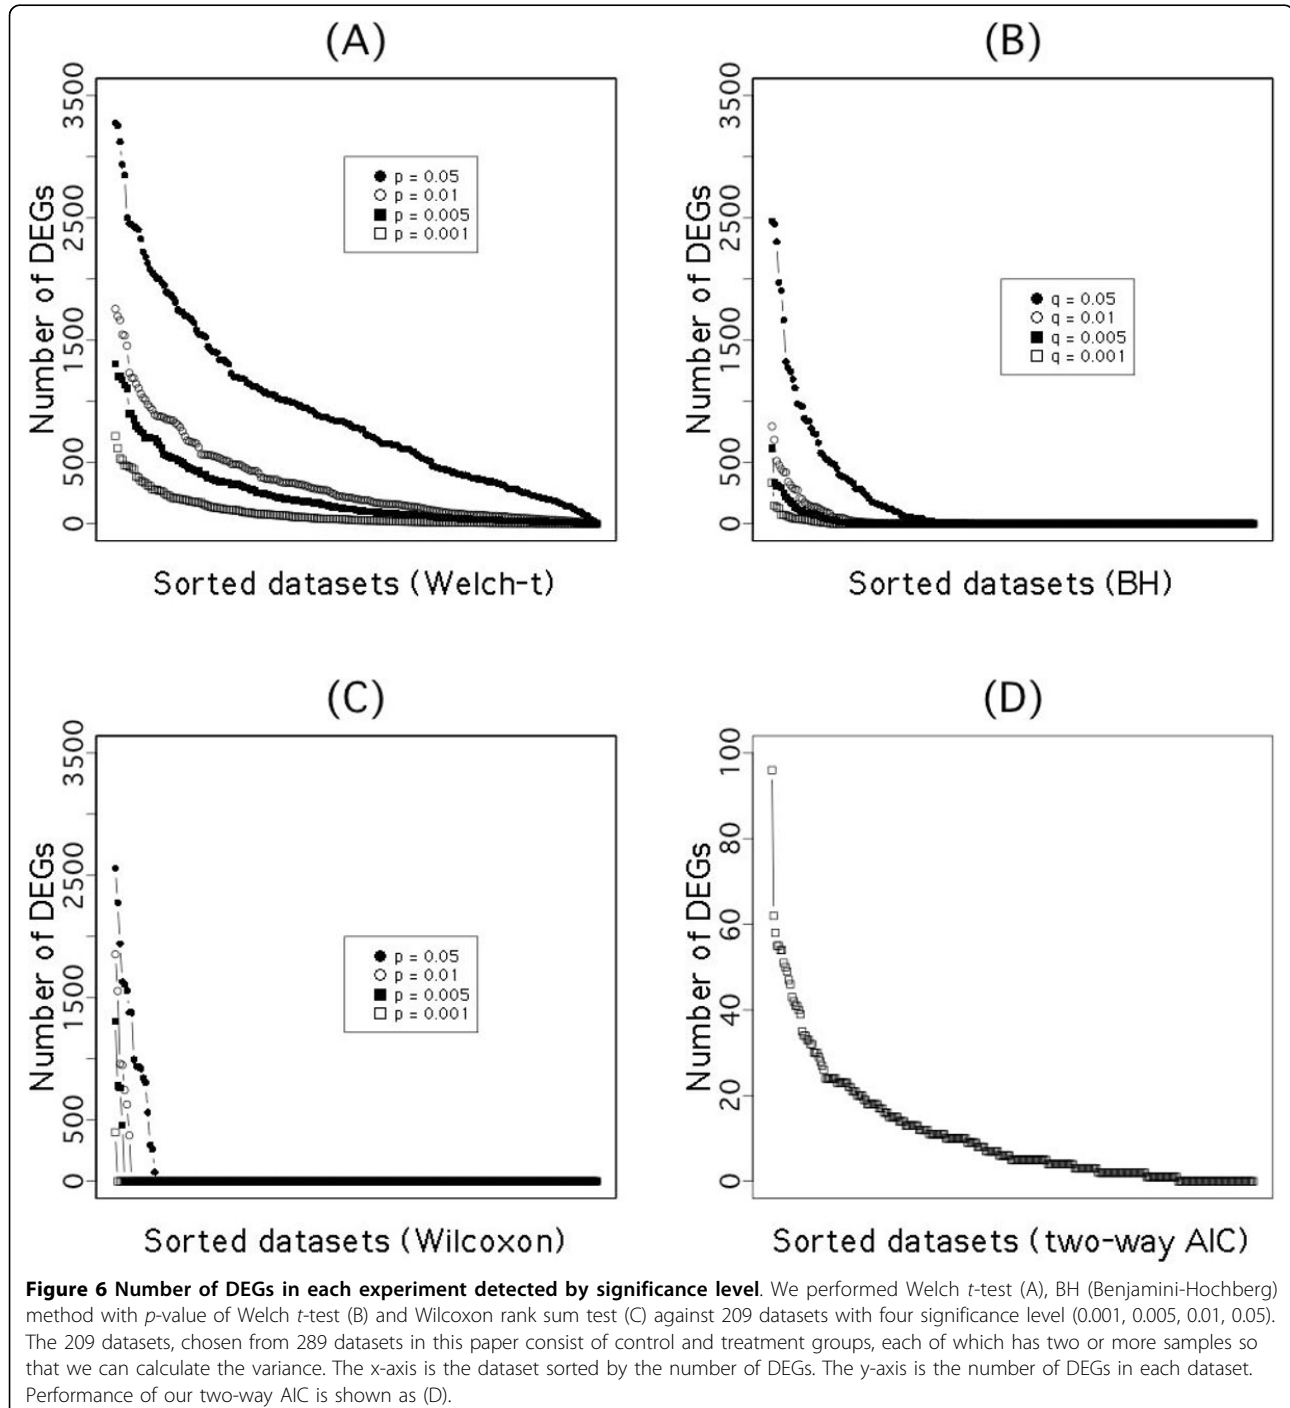 (A)
3500
2500
1500
500
0
Number of DEGs
p = 0.05
p = 0.01
p = 0.005
p = 0.001
Sorted datasets (Welch-t)
(B)
3500
2500
1500
500
0
Number of DEGs
q = 0.05
q = 0.01
q = 0.005
q = 0.001
Sorted datasets (BH)
(C)
3500
2500
1500
500
0
Number of DEGs
p = 0.05
p = 0.01
p = 0.005
p = 0.001
Sorted datasets (Wilcoxon)
(D)
100
80
60
40
20
0
Number of DEGs
Sorted datasets (two-way AIC)
Figure 6 Number of DEGs in each experiment detected by significance level. We performed Welch t-test (A), BH (Benjamini-Hochberg)
method with p-value of Welch t-test (B) and Wilcoxon rank sum test (C) against 209 datasets with four significance level (0.001, 0.005, 0.01, 0.05).
The 209 datasets, chosen from 289 datasets in this paper consist of control and treatment groups, each of which has two or more samples so
that we can calculate the variance. The x-axis is the dataset sorted by the number of DEGs. The y-axis is the number of DEGs in each dataset.
Performance of our two-way AIC is shown as (D).